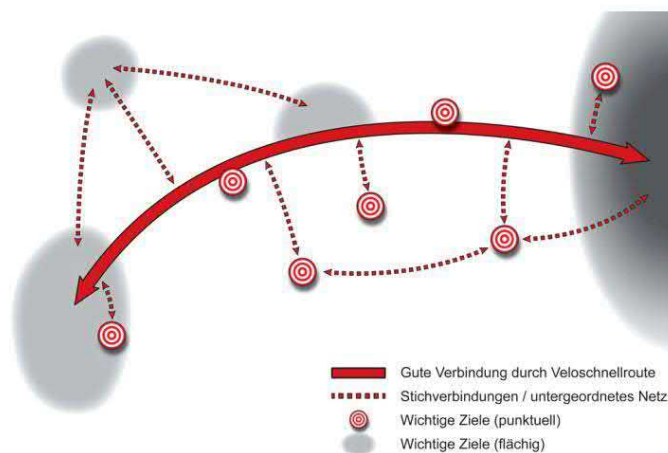 Gute Verbindung durch Veloschnellroute
Stichverbindungen / untergeordnetes Netz
Wichtige Ziele (punktuell)
Wichtige Ziele (flächig)